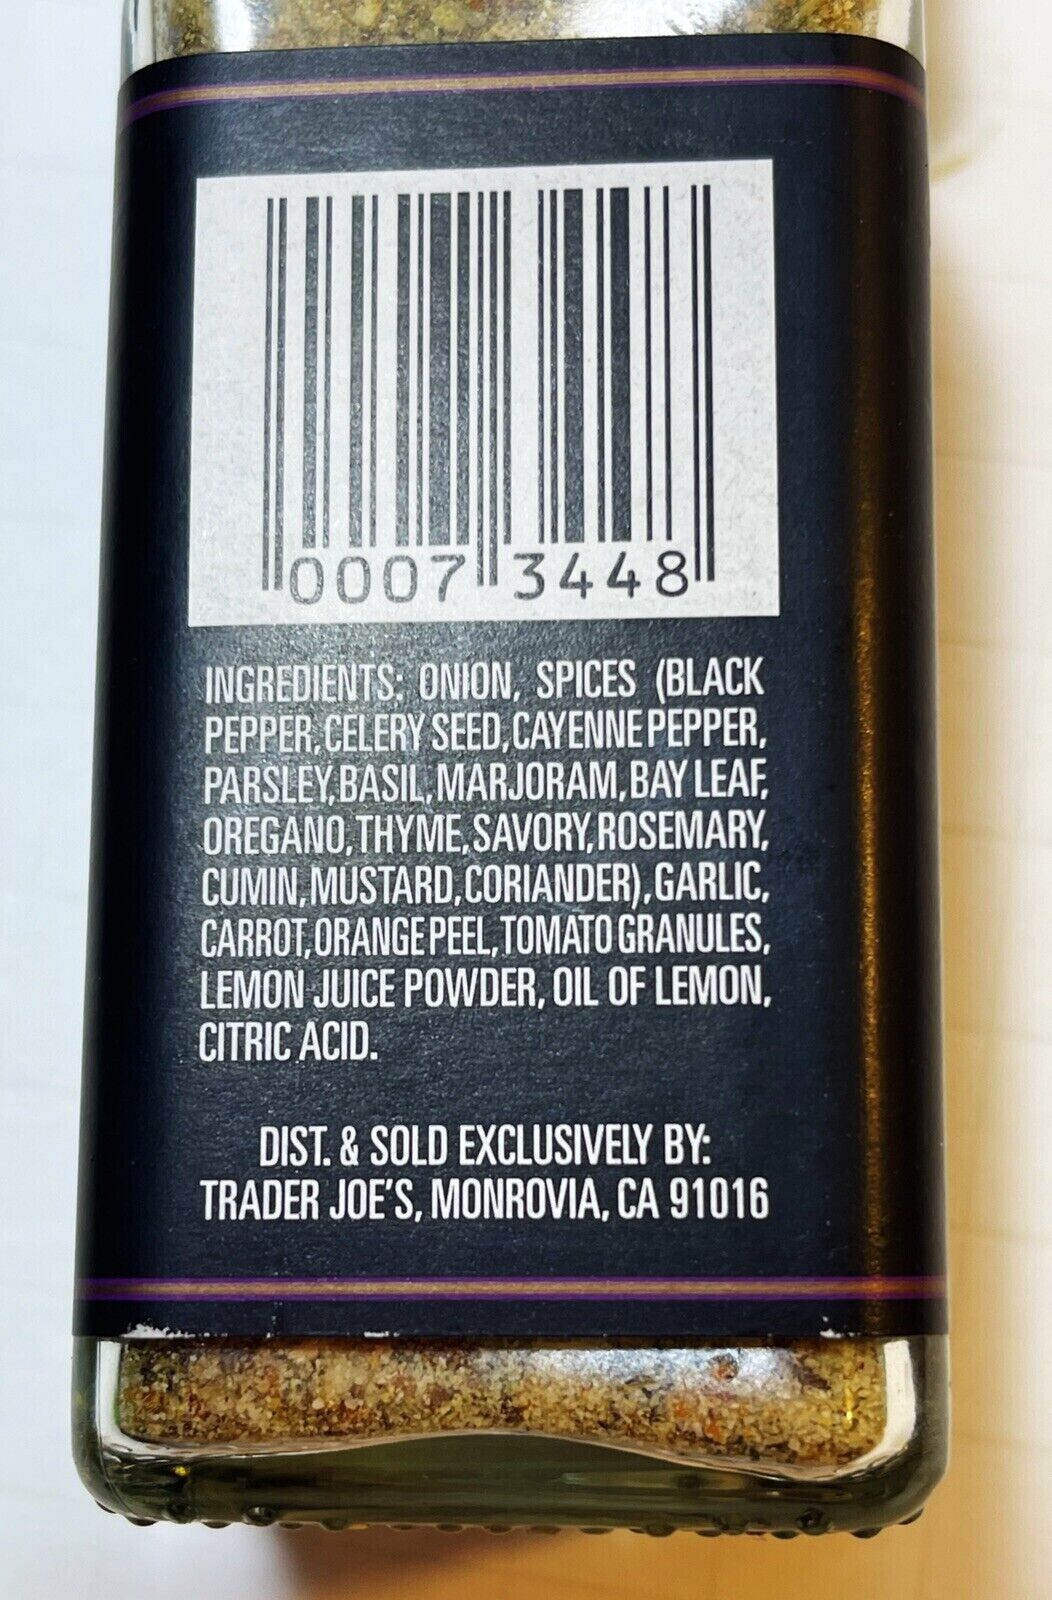 0007 3448
INGREDIENTS: ONION, SPICES (BLACK
PEPPER, CELERY SEED, CAYENNE PEPPER,
PARSLEY, BASIL, MARJORAM, BAY LEAF,
OREGANO, THYME, SAVORY, ROSEMARY,
CUMIN, MUSTARD, CORIANDER), GARLIC,
CARROT, ORANGE PEEL, TOMATO GRANULES,
LEMON JUICE POWDER, OIL OF LEMON,
CITRIC ACID.
DIST. & SOLD EXCLUSIVELY BY:
TRADER JOE'S, MONROVIA, CA 91016